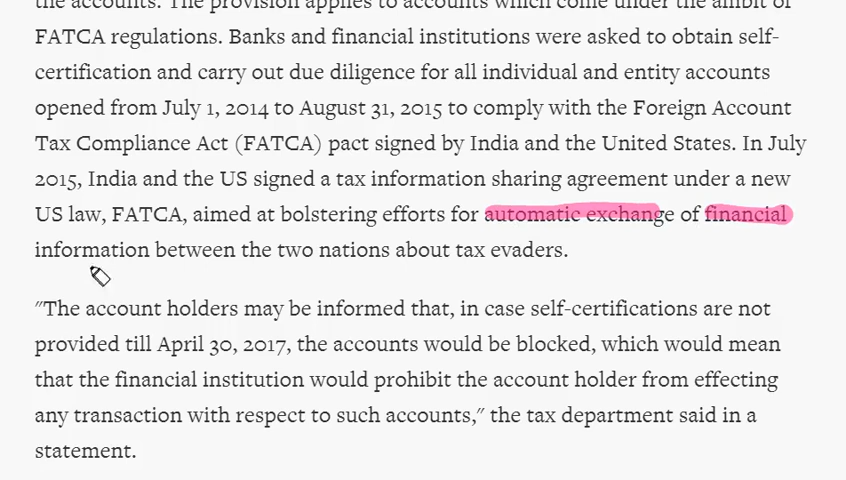 the accounts. The provision applies to accounts which come under the ambit of
FATCA regulations. Banks and financial institutions were asked to obtain self-
certification and carry out due diligence for all individual and entity accounts
opened from July 1, 2014 to August 31, 2015 to comply with the Foreign Account
Tax Compliance Act (FATCA) pact signed by India and the United States. In July
2015, India and the US signed a tax information sharing agreement under a new
US law, FATCA, aimed at bolstering efforts for automatic exchange of financial
information between the two nations about tax evaders.
"The account holders may be informed that, in case self-certifications are not
provided till April 30, 2017, the accounts would be blocked, which would mean
that the financial institution would prohibit the account holder from effecting
any transaction with respect to such accounts," the tax department said in a
statement.